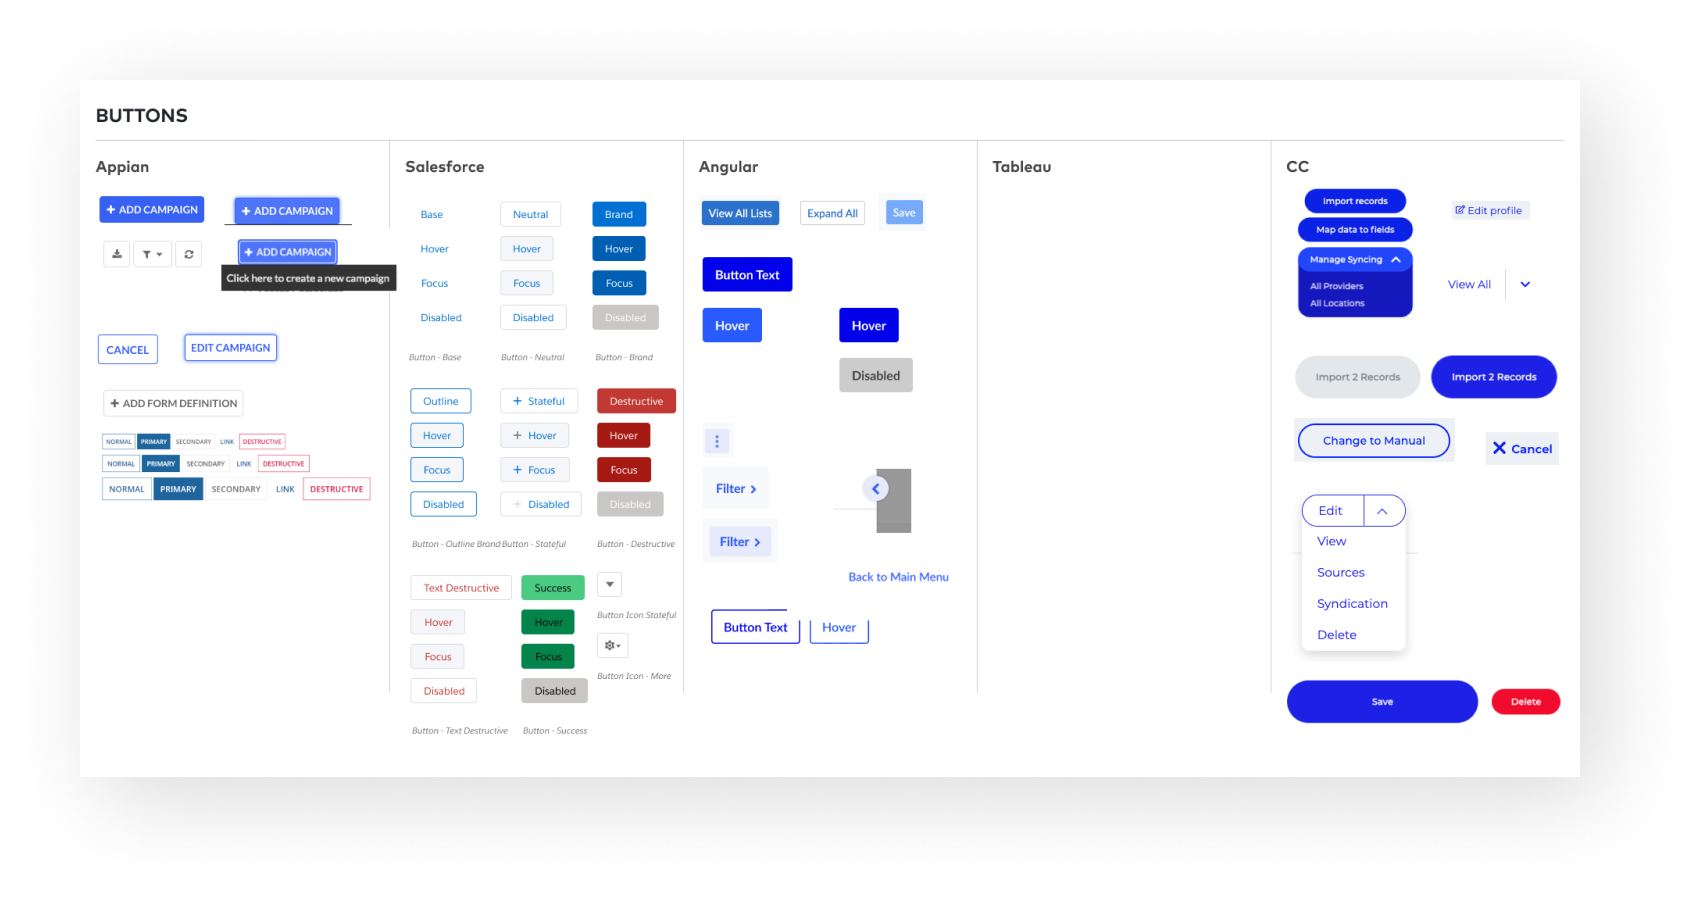 BUTTONS
Appian
+ ADD CAMPAIGN
+ ADD CAMPAIGN
+ ADD CAMPAIGN
Click here to create a new campaign
CANCEL
EDIT CAMPAIGN
+ ADD FORM DEFINITION
NORMAL PRIMARY SECONDARY LINK DESTRUCTIVE
NORMAL PRIMARY SECONDARY LINK DESTRUCTIVE
NORMAL PRIMARY SECONDARY LINK DESTRUCTIVE
Salesforce
Base Neutral Brand
Hover Hover Hover
Focus Focus Focus
Disabled Disabled Disabled
Button - Base Button - Neutral Button - Brand
Outline + Stateful Destructive
Hover + Hover Hover
Focus + Focus Focus
Disabled + Disabled Disabled
Button - Outline Brand Button - Stateful Button - Destructive
Text Destructive Success
Hover Hover
Focus Focus
Disabled Disabled
Button - Text Destructive Button - Success
Button Icon Stateful
Button Icon - More
Angular
View All Lists Expand All Save
Button Text
Hover Hover
Disabled
Filter >
Filter >
Back to Main Menu
Button Text Hover
Tableau
CC
Import records
Edit profile
Map data to fields
Manage Syncing
All Providers
All Locations
View All
Import 2 Records Import 2 Records
Change to Manual
Cancel
Edit
View
Sources
Syndication
Delete
Save Delete